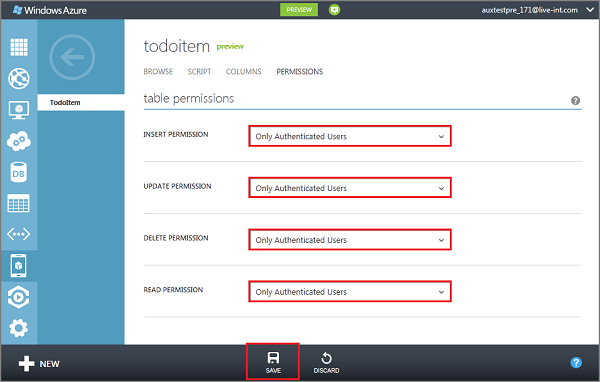 Windows Azure
PREVIEW
auxtestpre_171@live-int.com
todoitem preview
BROWSE SCRIPT COLUMNS PERMISSIONS
TodoItem
table permissions
?
INSERT PERMISSION Only Authenticated Users
UPDATE PERMISSION Only Authenticated Users
DB
DELETE PERMISSION Only Authenticated Users
READ PERMISSION Only Authenticated Users
NEW
SAVE
DISCARD
?